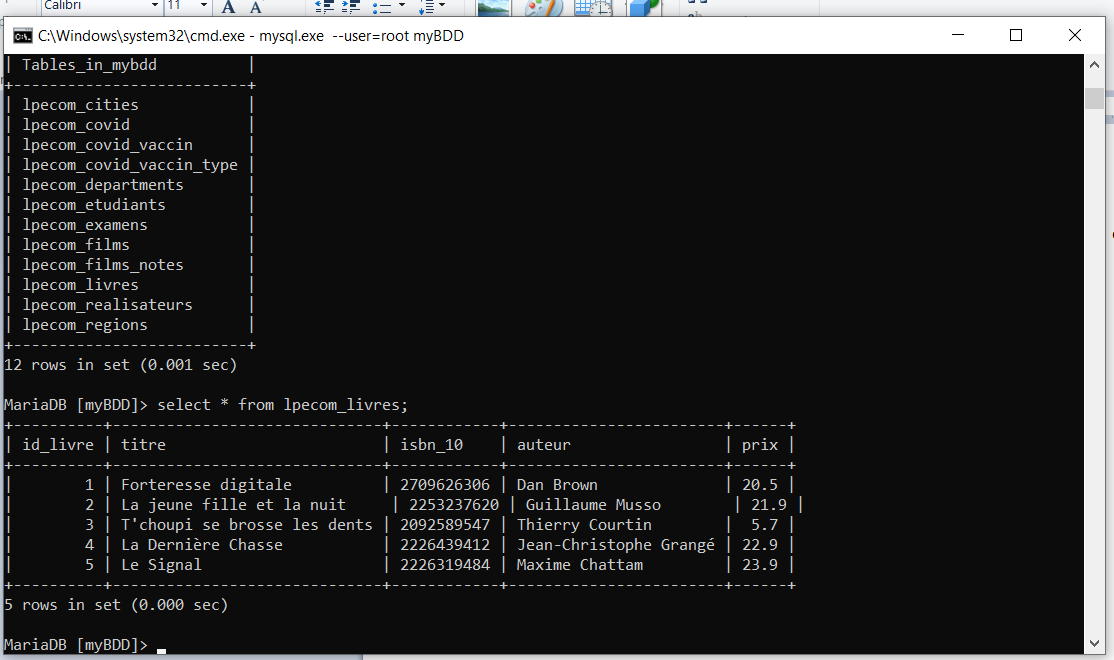 Calibri 11 A A
C:\Windows\system32\cmd.exe - mysql.exe  --user=root myBDD
| Tables_in_mybdd          |
+--------------------------+
| lpecom_cities            |
| lpecom_covid             |
| lpecom_covid_vaccin      |
| lpecom_covid_vaccin_type |
| lpecom_departments       |
| lpecom_etudiants         |
| lpecom_examens           |
| lpecom_films             |
| lpecom_films_notes       |
| lpecom_livres            |
| lpecom_realisateurs      |
| lpecom_regions           |
+--------------------------+
12 rows in set (0.001 sec)
MariaDB [myBDD]> select * from lpecom_livres;
+----------+------------------------------+------------+------------------------+------+
| id_livre | titre                        | isbn_10    | auteur                 | prix |
+----------+------------------------------+------------+------------------------+------+
|        1 | Forteresse digitale          | 2709626306 | Dan Brown              | 20.5 |
|        2 | La jeune fille et la nuit     | 2253237620 | Guillaume Musso        | 21.9 |
|        3 | T'choupi se brosse les dents | 2092589547 | Thierry Courtin        |  5.7 |
|        4 | La Dernière Chasse           | 2226439412 | Jean-Christophe Grangé | 22.9 |
|        5 | Le Signal                    | 2226319484 | Maxime Chattam         | 23.9 |
+----------+------------------------------+------------+------------------------+------+
5 rows in set (0.000 sec)
MariaDB [myBDD]>